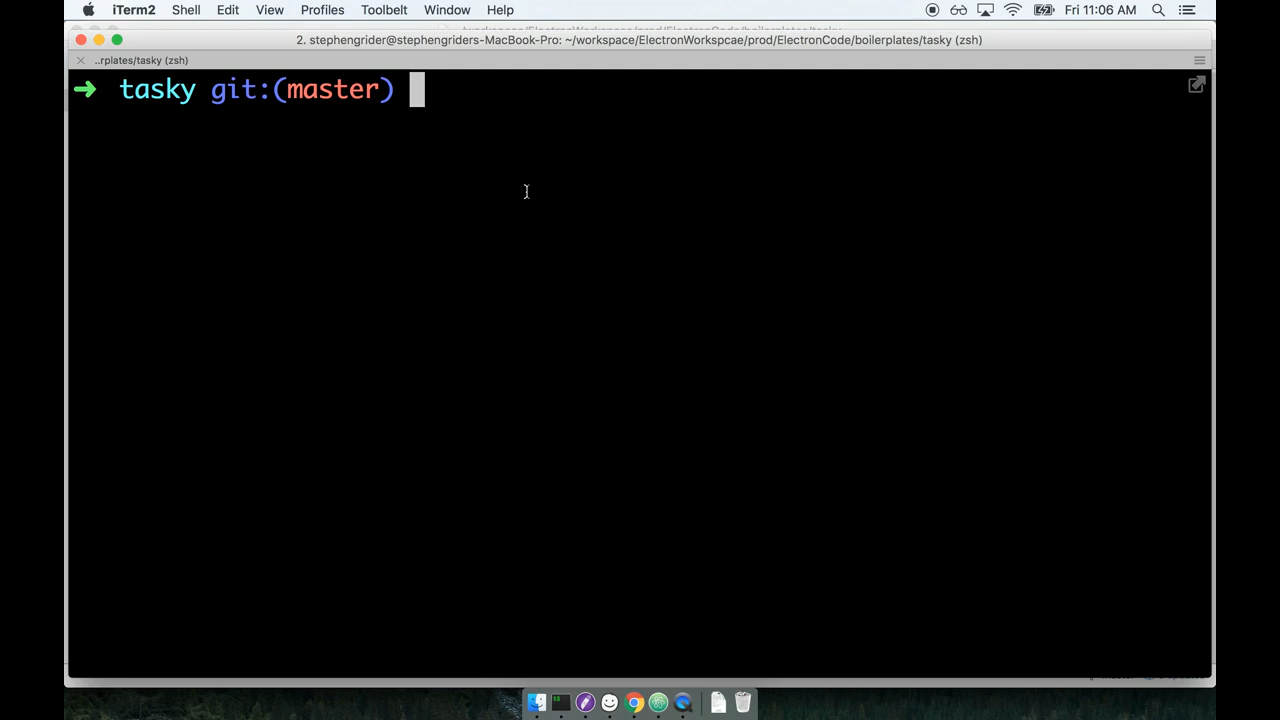 iTerm2 Shell Edit View Profiles Toolbelt Window Help Fri 11:06 AM
2. stephengrider@stephengriders-MacBook-Pro: ~/workspace/ElectronWorkspcae/prod/ElectronCode/boilerplates/tasky (zsh)
..rplates/tasky (zsh)
➜ tasky git:(master)